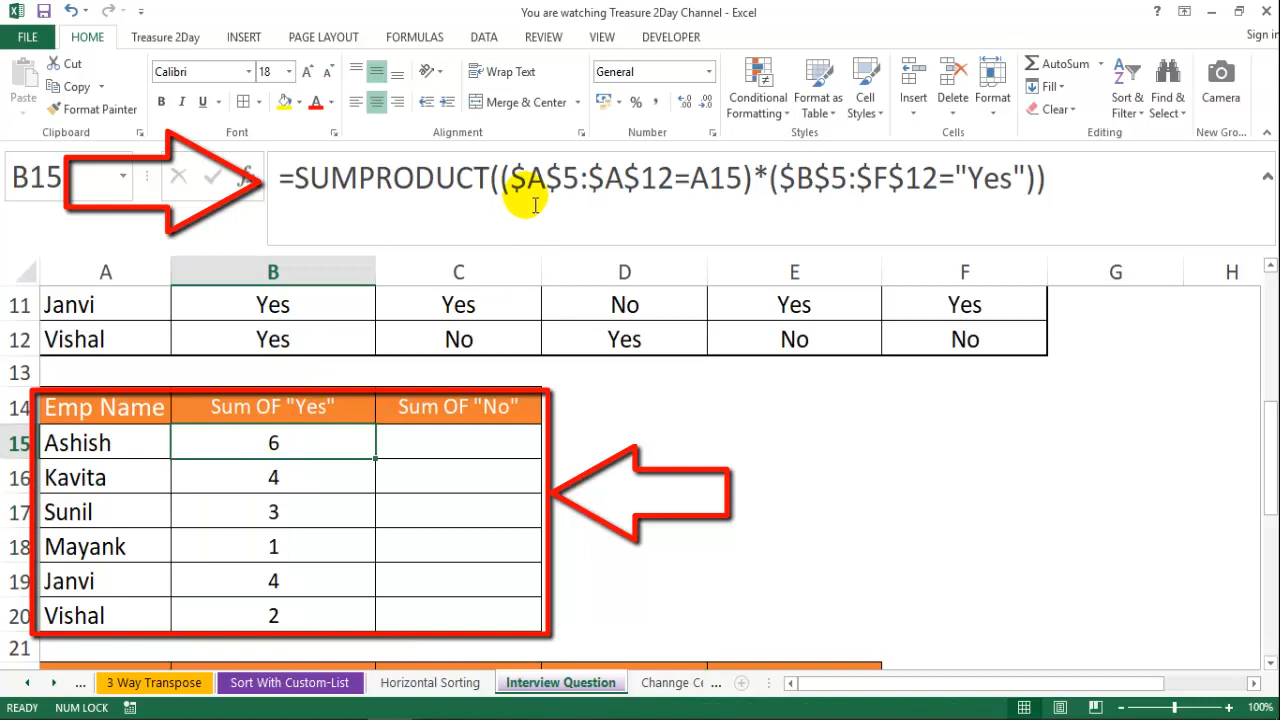 You are watching Treasure 2Day Channel - Excel
Sign in
FILE HOME Treasure 2Day INSERT PAGE LAYOUT FORMULAS DATA REVIEW VIEW DEVELOPER
Paste
Cut
Copy
Format Painter
Clipboard
Calibri 18
B I U
Font
Wrap Text
Merge & Center
Alignment
General
% ,
Number
Conditional Formatting
Format as Table
Cell Styles
Styles
Insert
Delete
Format
Cells
AutoSum
Fill
Clear
Sort & Filter
Find & Select
Editing
Camera
New Gro...
B15 fx =SUMPRODUCT(($A$5:$A$12=A15)*($B$5:$F$12="Yes"))
A B C D E F G H
11 Janvi Yes Yes No Yes Yes
12 Vishal Yes No Yes No No
13
14 Emp Name Sum OF "Yes" Sum OF "No"
15 Ashish 6
16 Kavita 4
17 Sunil 3
18 Mayank 1
19 Janvi 4
20 Vishal 2
21
... 3 Way Transpose Sort With Custom-List Horizontal Sorting Interview Question Channge Ce ...
READY NUM LOCK 100%